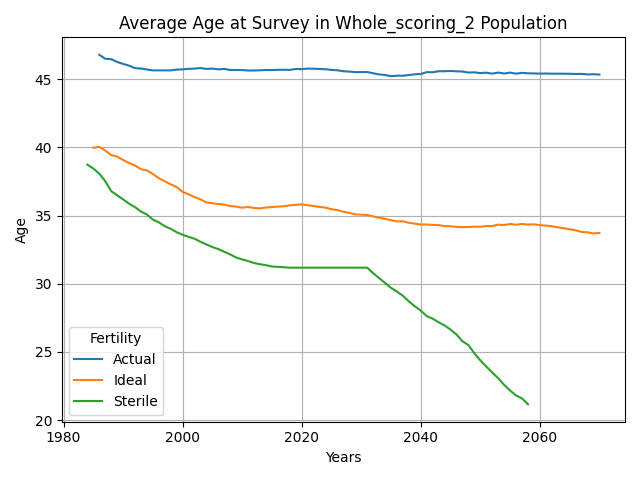 Average Age at Survey in Whole_scoring_2 Population
Age
45
40
35
30
25
20
Fertility
Actual
Ideal
Sterile
1980
2000
2020
2040
2060
Years